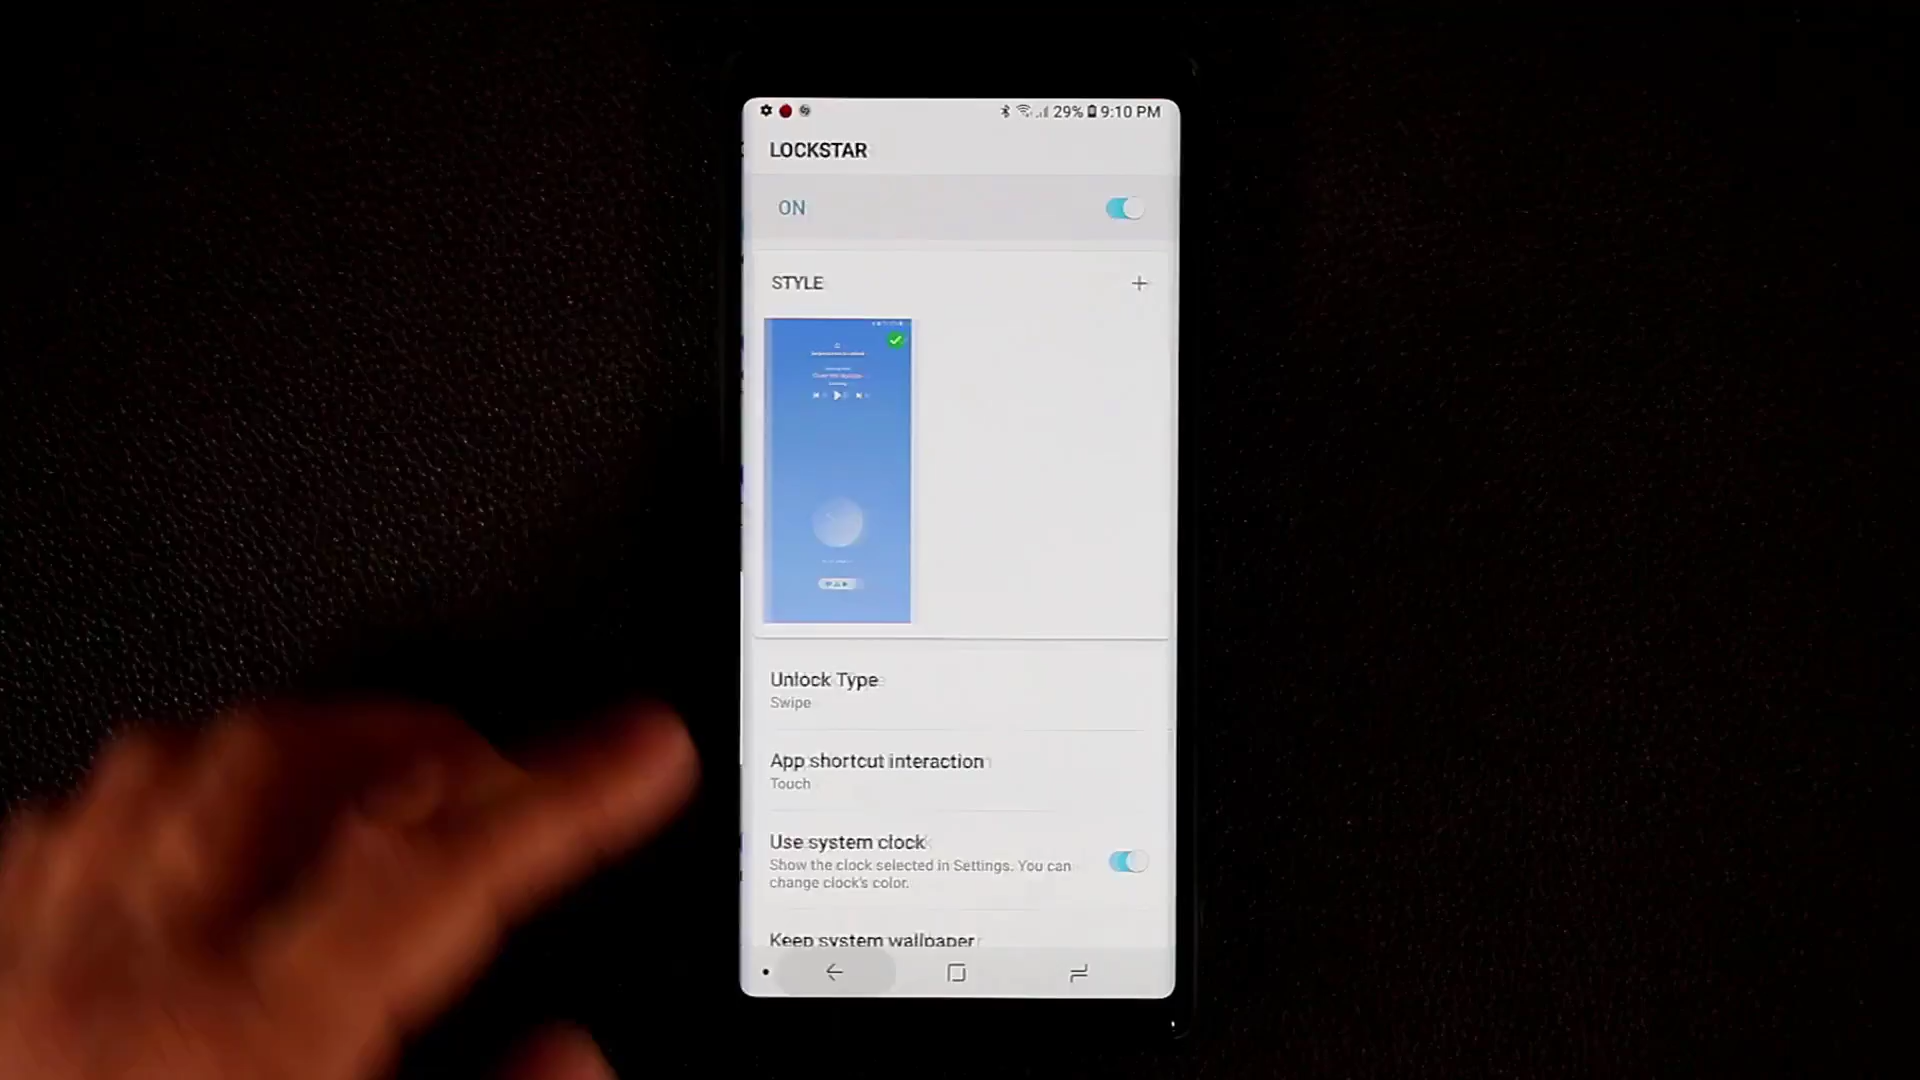 29% 9:10 PM
LOCKSTAR
ON
STYLE
Unlock Type
Swipe
App shortcut interaction
Touch
Use system clock
Show the clock selected in Settings. You can
change clock's color.
Keep system wallpaper